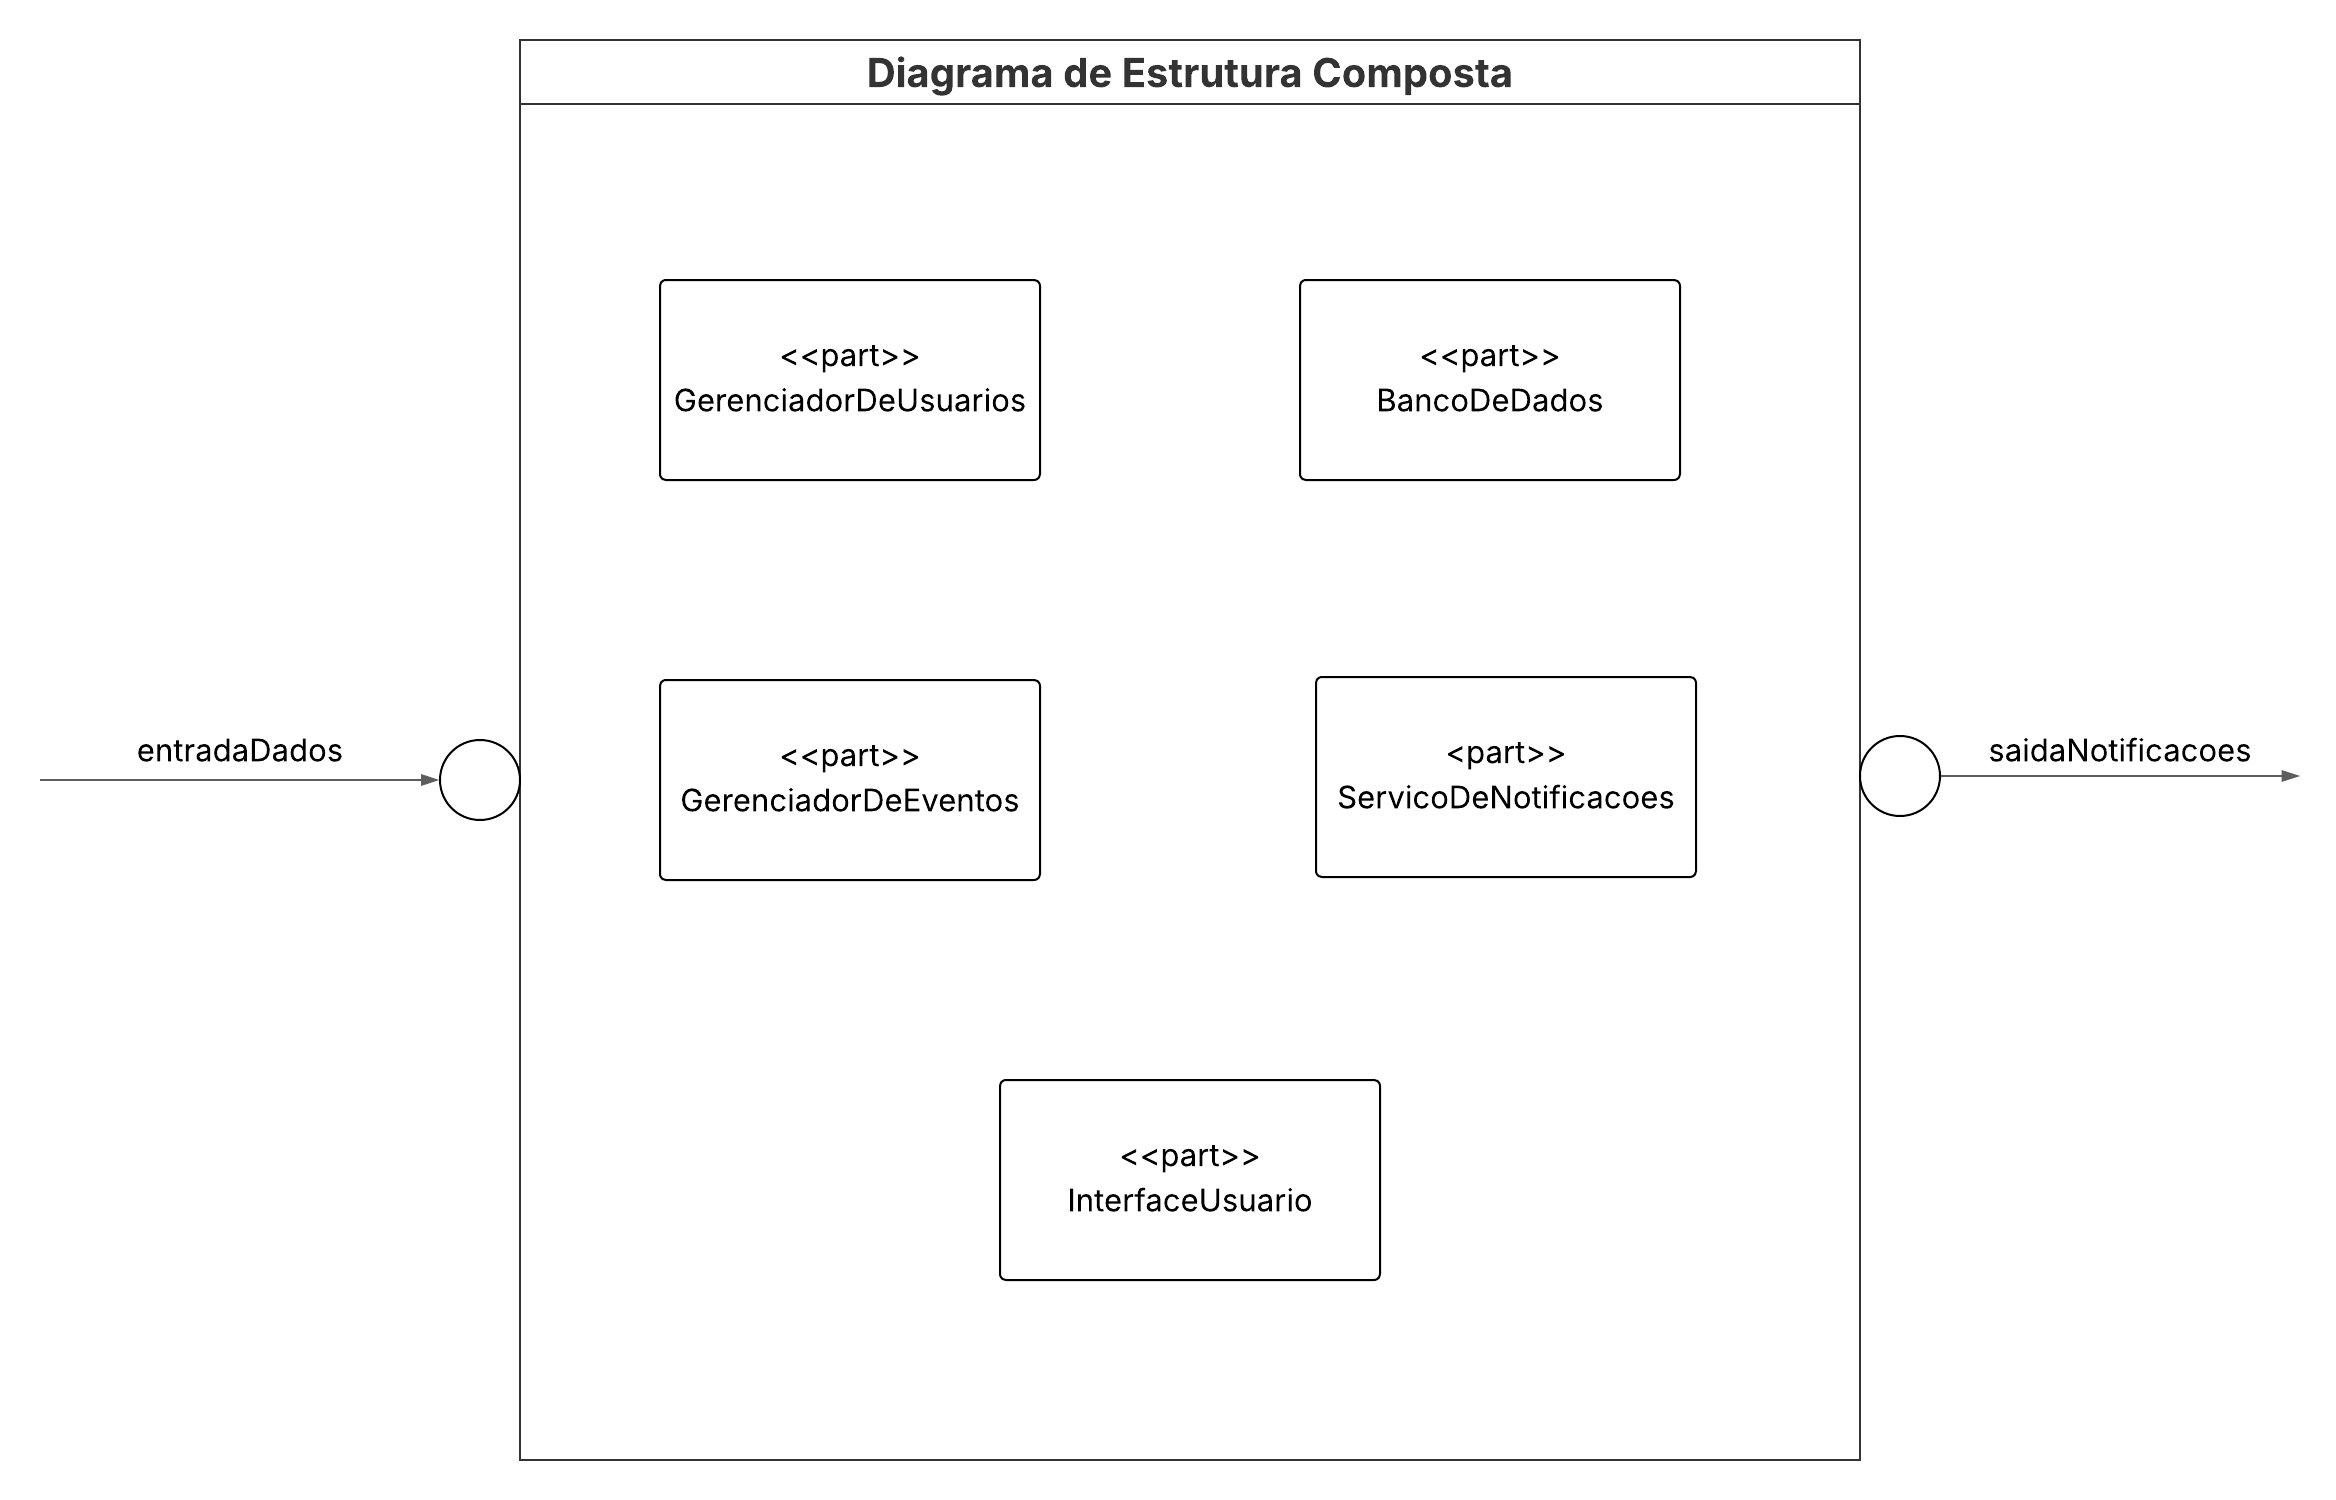 Diagrama de Estrutura Composta
<<part>>
GerenciadorDeUsuarios
<<part>>
BancoDeDados
entradaDados
<<part>>
GerenciadorDeEventos
<part>>
ServicoDeNotificacoes
saidaNotificacoes
<<part>>
InterfaceUsuario